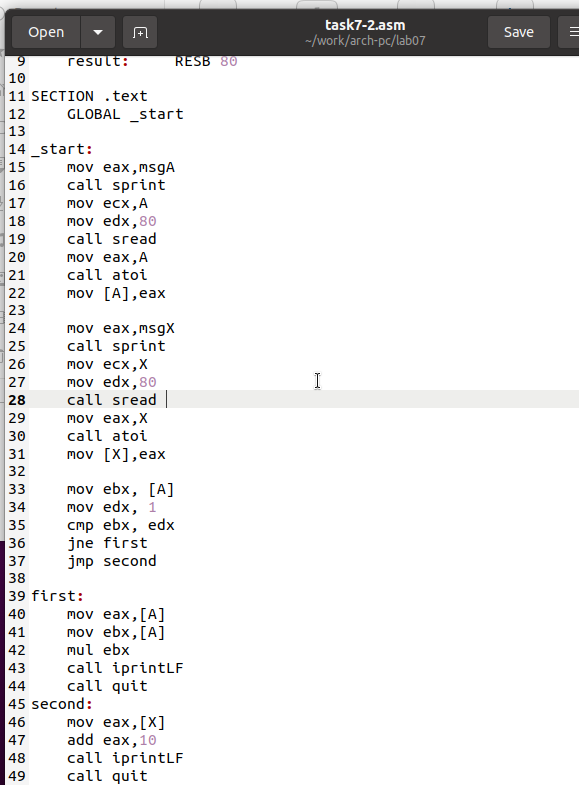 task7-2.asm
Open
~/work/arch-pc/lab07
Save
9 result: RESB 80
10
11 SECTION .text
12 GLOBAL _start
13
14 _start:
15 mov eax,msgA
16 call sprint
17 mov ecx,A
18 mov edx,80
19 call sread
20 mov eax,A
21 call atoi
22 mov [A],eax
23
24 mov eax,msgX
25 call sprint
26 mov ecx,X
27 mov edx,80
28 call sread
29 mov eax,X
30 call atoi
31 mov [X],eax
32
33 mov ebx, [A]
34 mov edx, 1
35 cmp ebx, edx
36 jne first
37 jmp second
38
39 first:
40 mov eax,[A]
41 mov ebx,[A]
42 mul ebx
43 call iprintLF
44 call quit
45 second:
46 mov eax,[X]
47 add eax,10
48 call iprintLF
49 call quit